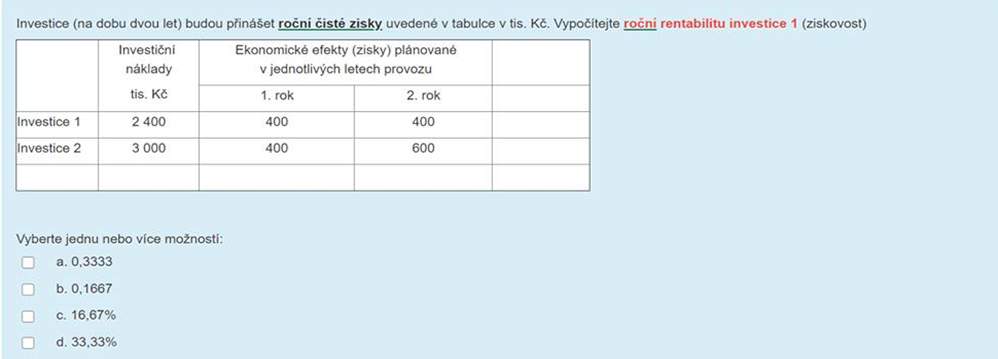 Investice (na dobu dvou let) budou přinášet roční čisté zisky uvedené v tabulce v tis. Kč. Vypočítejte roční rentabilitu investice 1 (ziskovost)
Investiční náklady tis. Kč
Ekonomické efekty (zisky) plánované v jednotlivých letech provozu
1. rok 2. rok
Investice 1 2 400 400 400
Investice 2 3 000 400 600
Vyberte jednu nebo více možností:
a. 0,3333
b. 0,1667
c. 16,67%
d. 33,33%